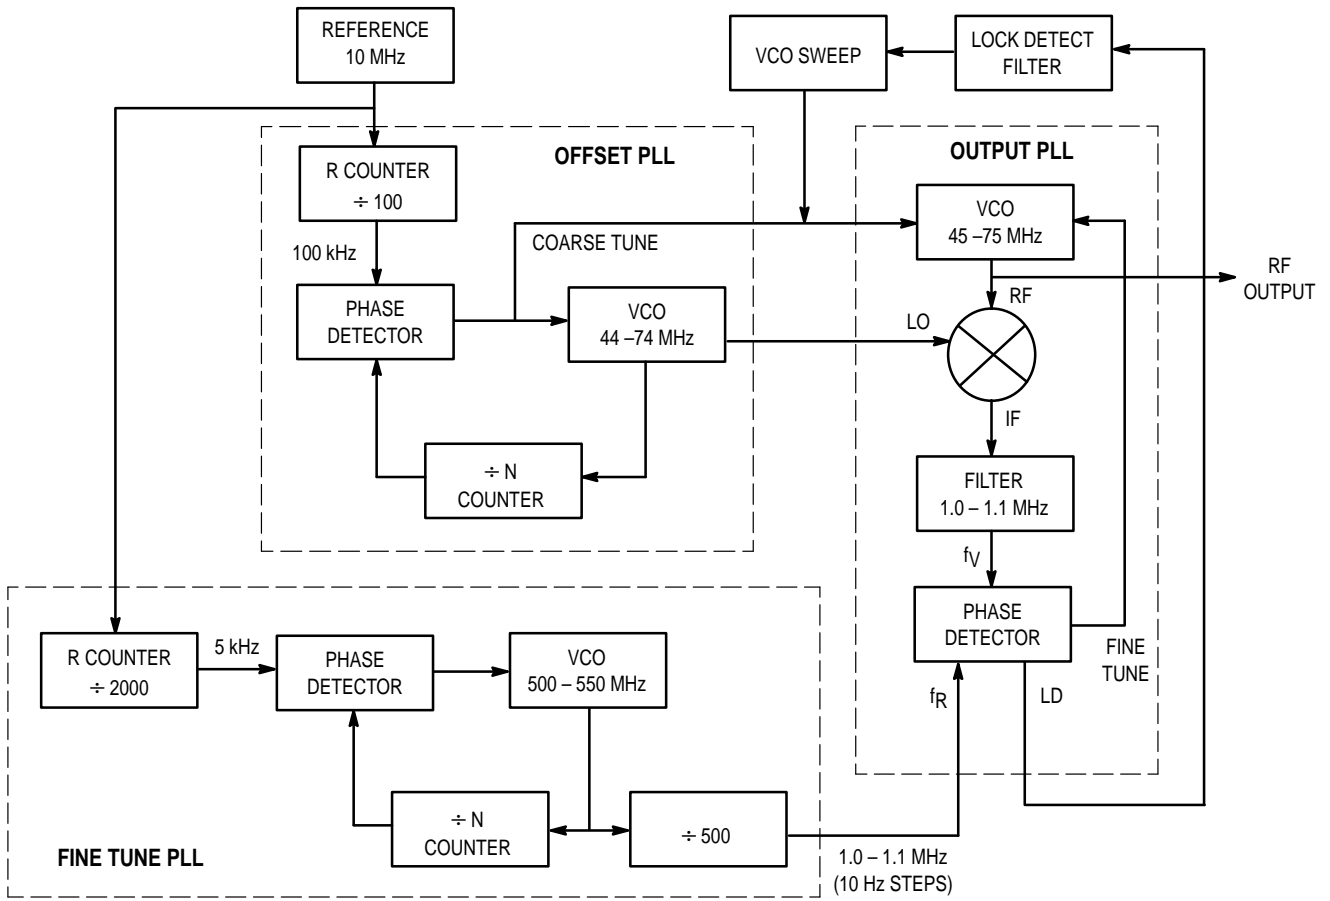 REFERENCE
10 MHz
VCO SWEEP
LOCK DETECT
FILTER
OFFSET PLL
OUTPUT PLL
R COUNTER
÷ 100
VCO
45 –75 MHz
100 kHz
COARSE TUNE
RF
OUTPUT
RF
PHASE
DETECTOR
VCO
44 –74 MHz
LO
IF
÷ N
COUNTER
FILTER
1.0 – 1.1 MHz
fV
PHASE
DETECTOR
FINE
TUNE
R COUNTER
÷ 2000
5 kHz
PHASE
DETECTOR
VCO
500 – 550 MHz
fR
LD
÷ N
COUNTER
÷ 500
FINE TUNE PLL
1.0 – 1.1 MHz
(10 Hz STEPS)